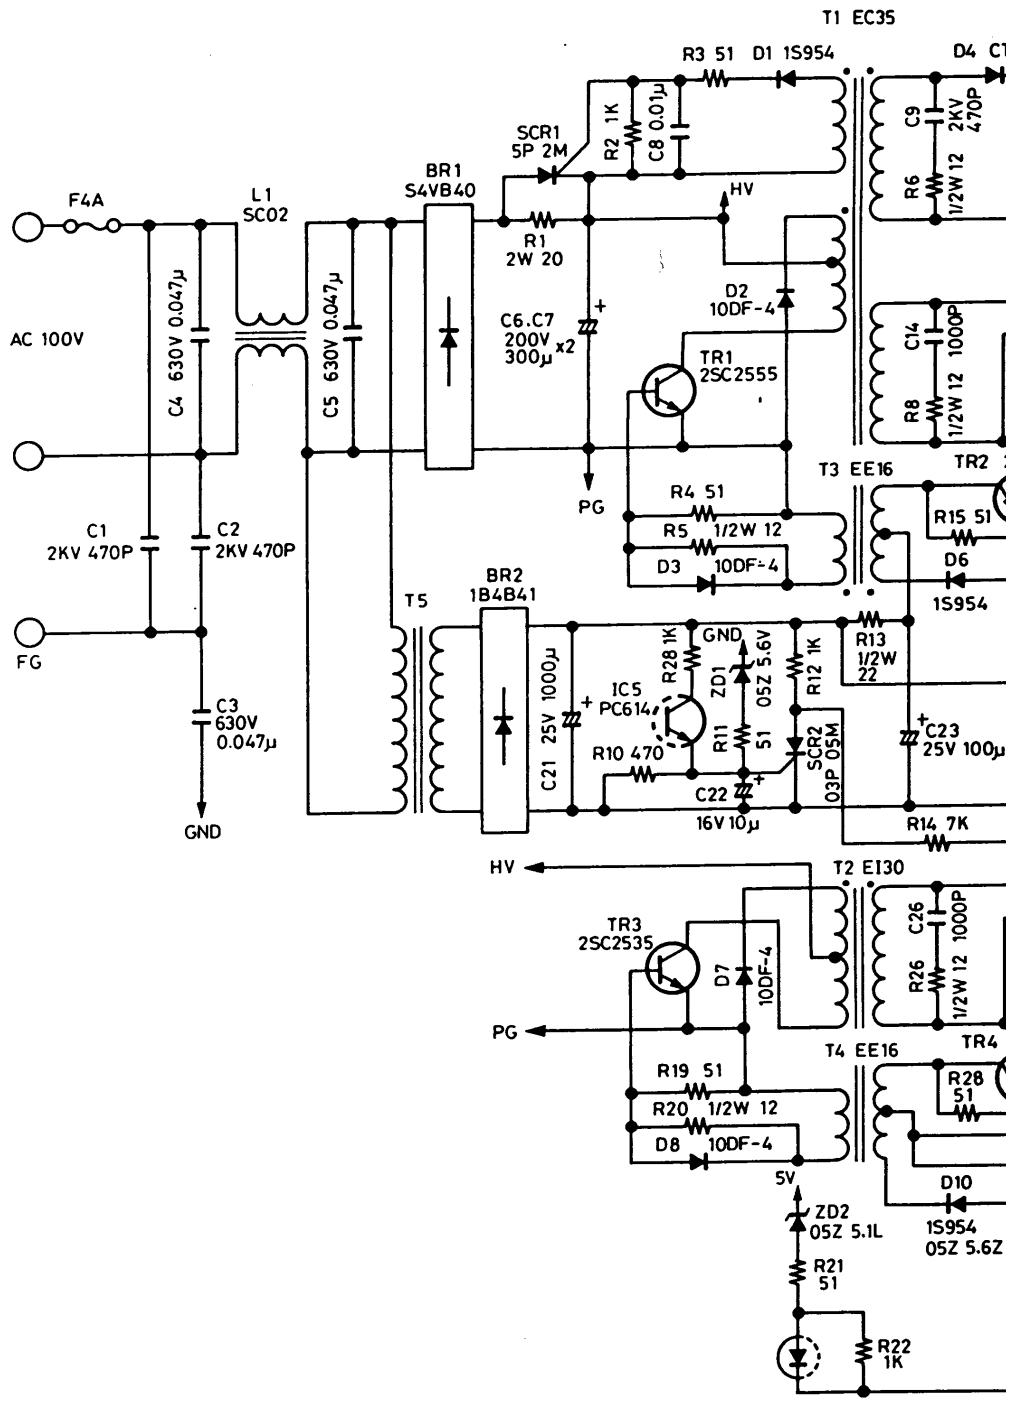 T1 EC35
R3 51
D1 1S954
D4 C1
R2 1K
C8 0.01μ
C9
2KV
470P
R6
1/2W 12
SCR1
5P 2M
BR1
S4VB40
F4A
L1
SC02
HV
R1
2W 20
C4 630V 0.047μ
C5 630V 0.047μ
AC 100V
C6.C7
200V
300μ x2
+
D2
10DF-4
TR1
2SC2555
C14
1000P
R8
1/2W 12
PG
T3 EE16
TR2
R4 51
R5 1/2W 12
D3 10DF-4
R15 51
D6
1S954
C1
2KV 470P
C2
2KV 470P
FG
C3
630V
0.047μ
GND
T5
BR2
1B4B41
C21 25V 1000μ
+
R28 1K
IC5
PC614
GND
ZD1
05Z 5.6V
R11
51
R12 1K
SCR2
03P 05M
R13
1/2W
22
R10 470
C22
+
16V 10μ
+
C23
25V 100μ
R14 7K
HV
T2 EI30
TR3
2SC2535
D7
10DF-4
C26
1000P
R26
1/2W 12
PG
T4 EE16
TR4
R19 51
R20 1/2W 12
D8 10DF-4
R28
51
5V
ZD2
05Z 5.1L
D10
1S954
05Z 5.6Z
R21
51
R22
1K